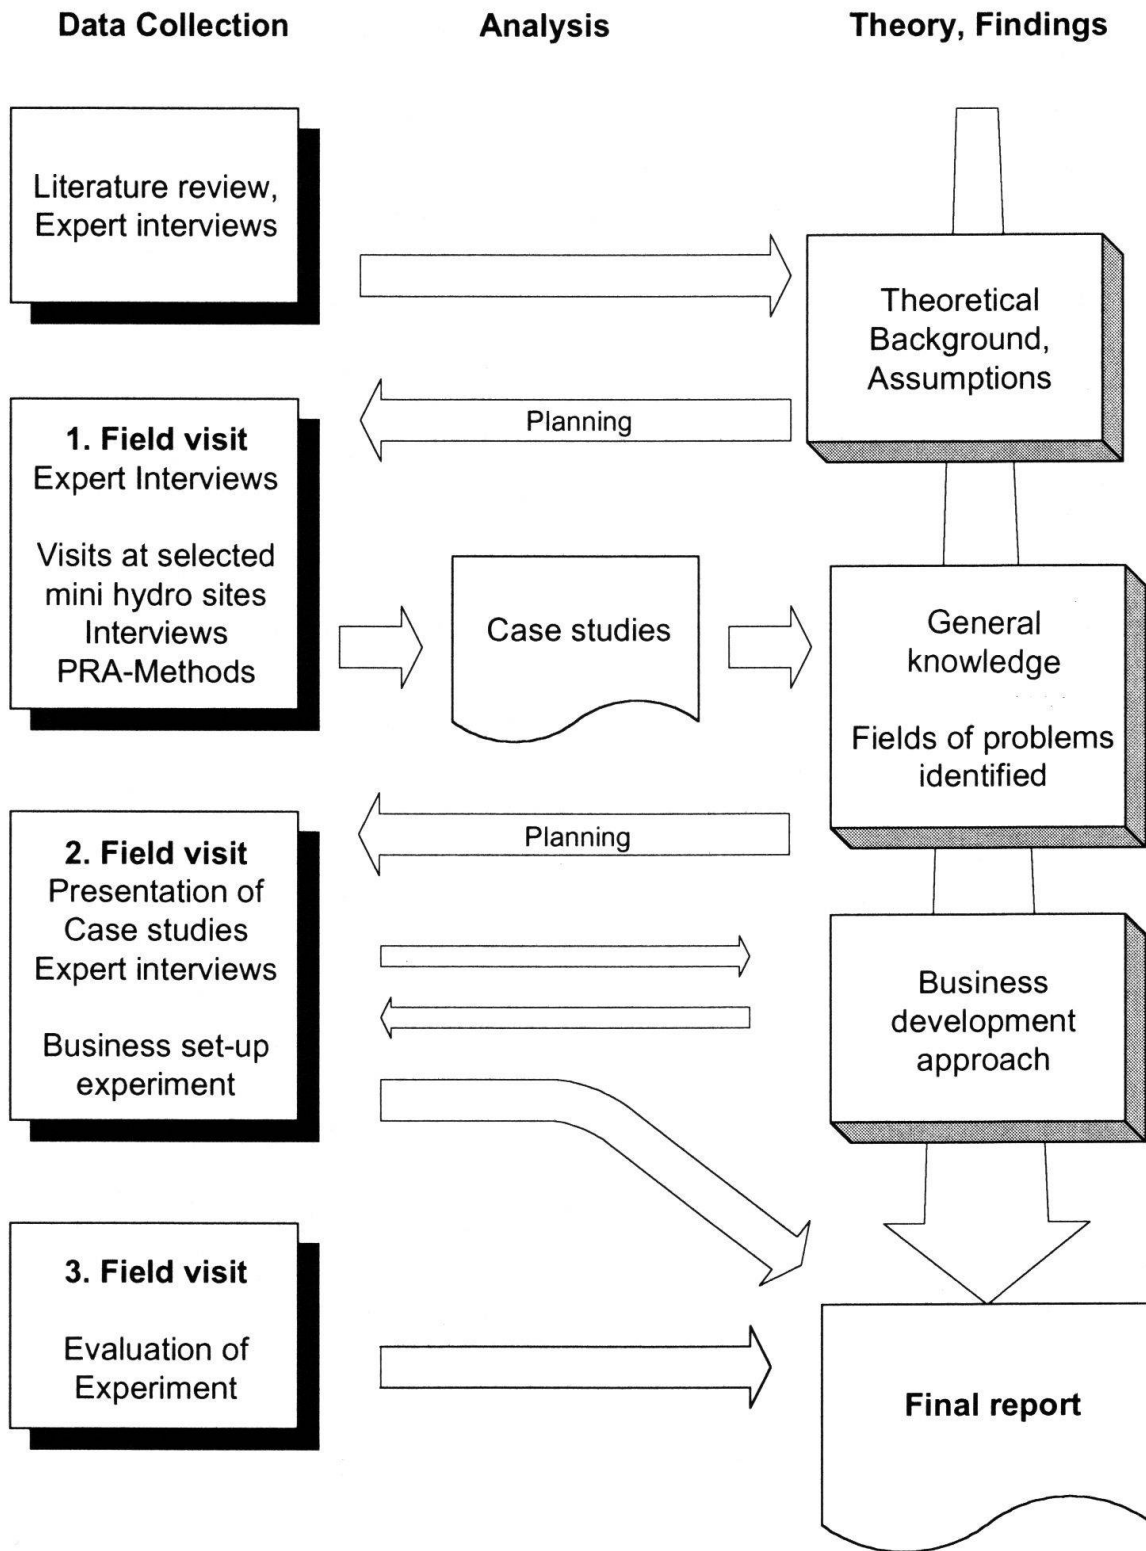 Data Collection
Analysis
Theory, Findings
Literature review,
Expert interviews
Theoretical
Background,
Assumptions
Planning
1. Field visit
Expert Interviews
Visits at selected
mini hydro sites
Interviews
PRA-Methods
Case studies
General
knowledge
Fields of problems
identified
Planning
2. Field visit
Presentation of
Case studies
Expert interviews
Business set-up
experiment
Business
development
approach
3. Field visit
Evaluation of
Experiment
Final report